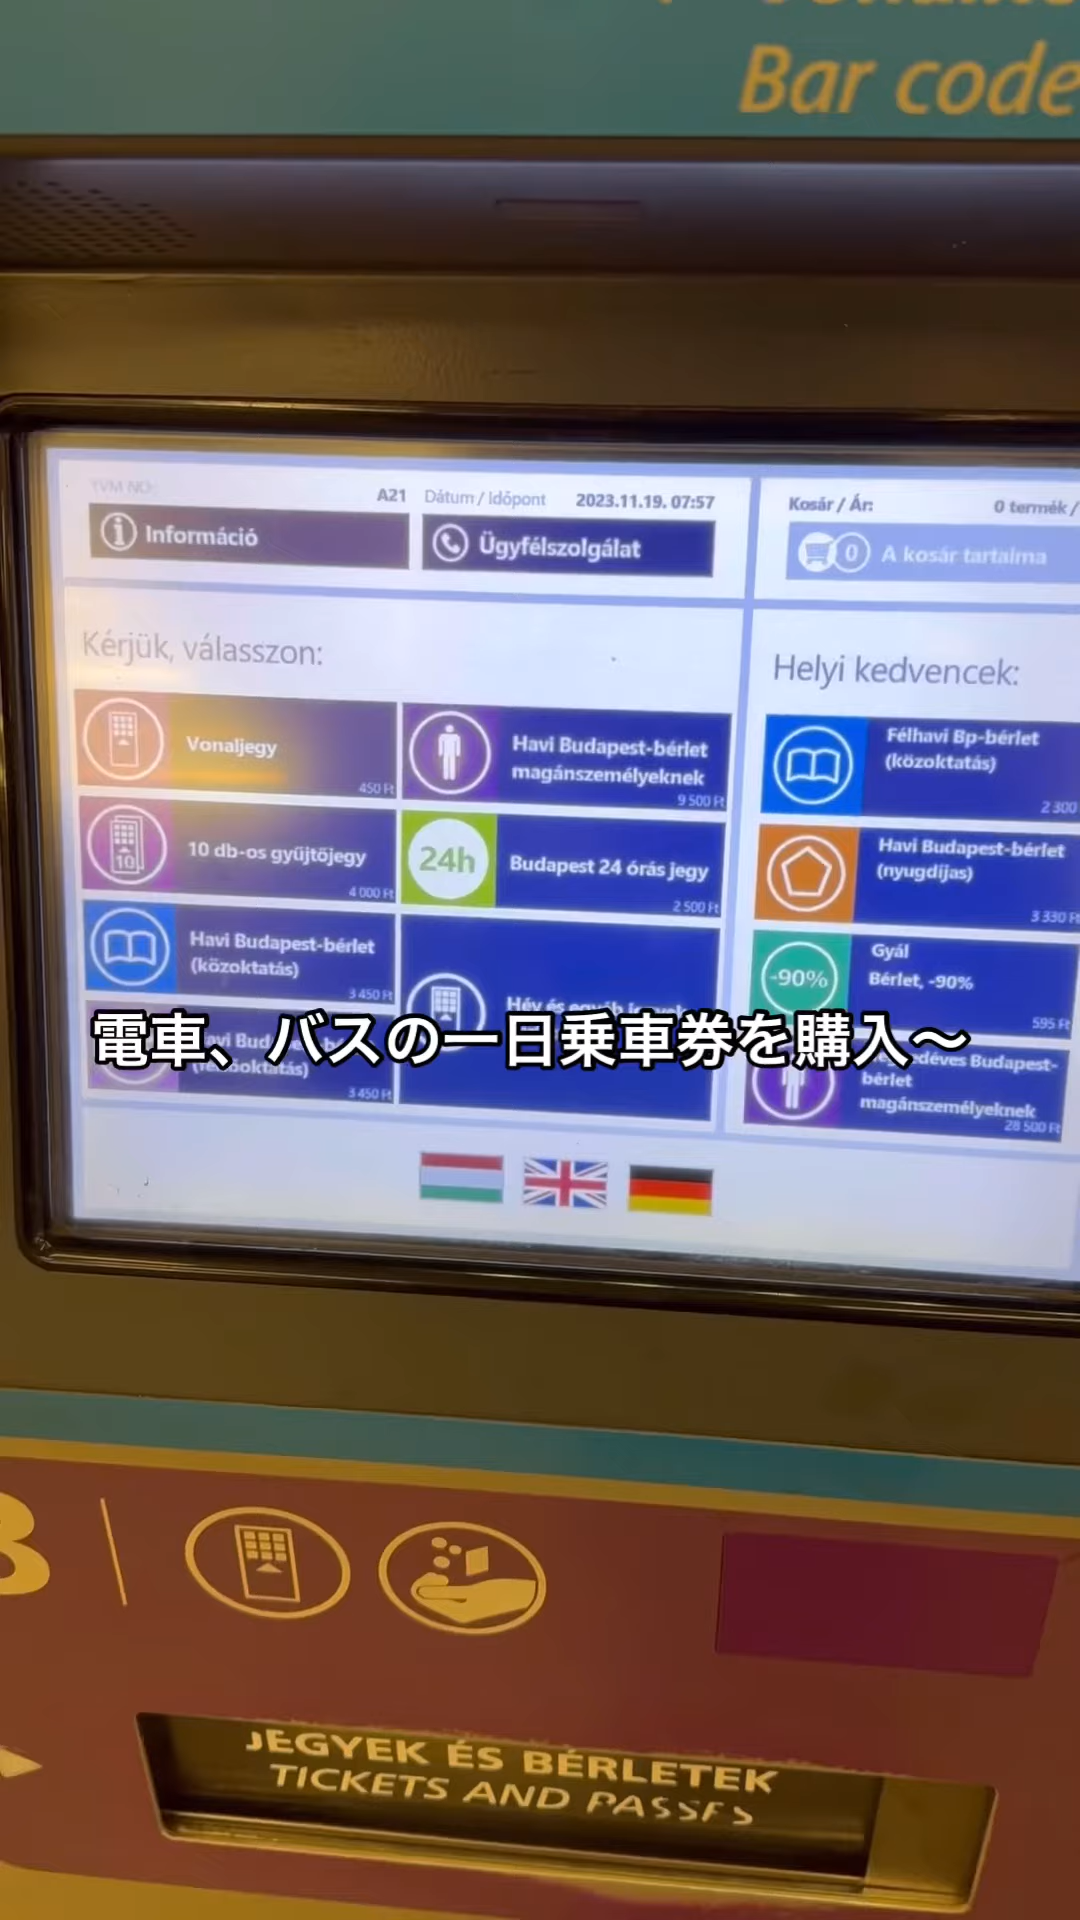 Bar code
TVM NO:
A21
Dátum / Időpont
2023.11.19. 07:57
Kosár / Ár:
0 termék /
Információ
Ügyfélszolgálat
0
A kosár tartalma
Kérjük, válasszon:
Helyi kedvencek:
Vonaljegy
450 Ft
Havi Budapest-bérlet
magánszemélyeknek
9 500 Ft
Félhavi Bp-bérlet
(közoktatás)
2 300
10
10 db-os gyűjtőjegy
4 000 Ft
24h
Budapest 24 órás jegy
2 500 Ft
Havi Budapest-bérlet
(nyugdíjas)
3 330 Ft
Havi Budapest-bérlet
(közoktatás)
3 450 Ft
-90%
Gyál
Bérlet, -90%
595 Ft
電車、バスの一日乗車券を購入〜
3 450 Ft
Budapest-
bérlet
magánszemélyeknek
28 500 Ft
JEGYEK ÉS BÉRLETEK
TICKETS AND PASSES